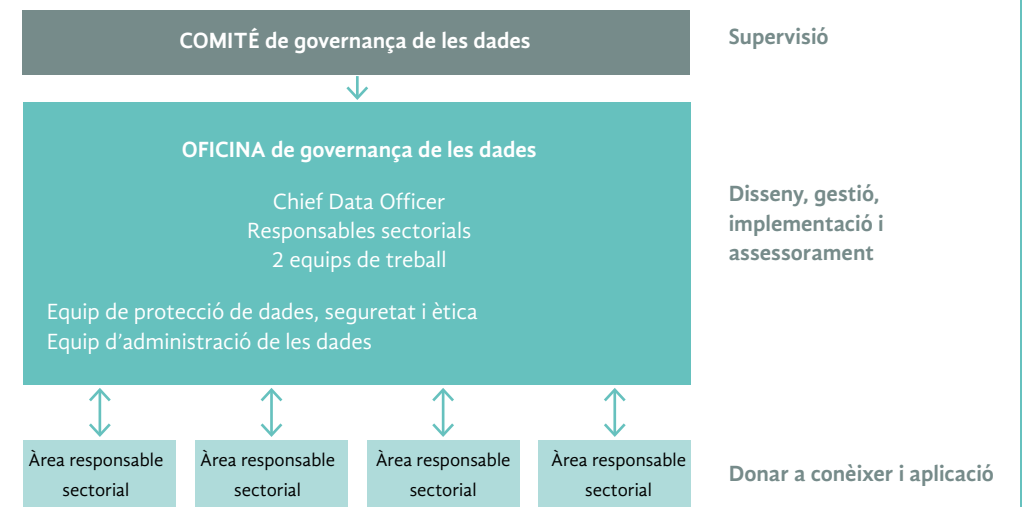 COMITÉ de governança de les dades
Supervisió
OFICINA de governança de les dades
Chief Data Officer
Responsables sectorials
2 equips de treball
Equip de protecció de dades, seguretat i ètica
Equip d’administració de les dades
Disseny, gestió,
implementació i
assessorament
Àrea responsable
sectorial
Àrea responsable
sectorial
Àrea responsable
sectorial
Àrea responsable
sectorial
Donar a conèixer i aplicació